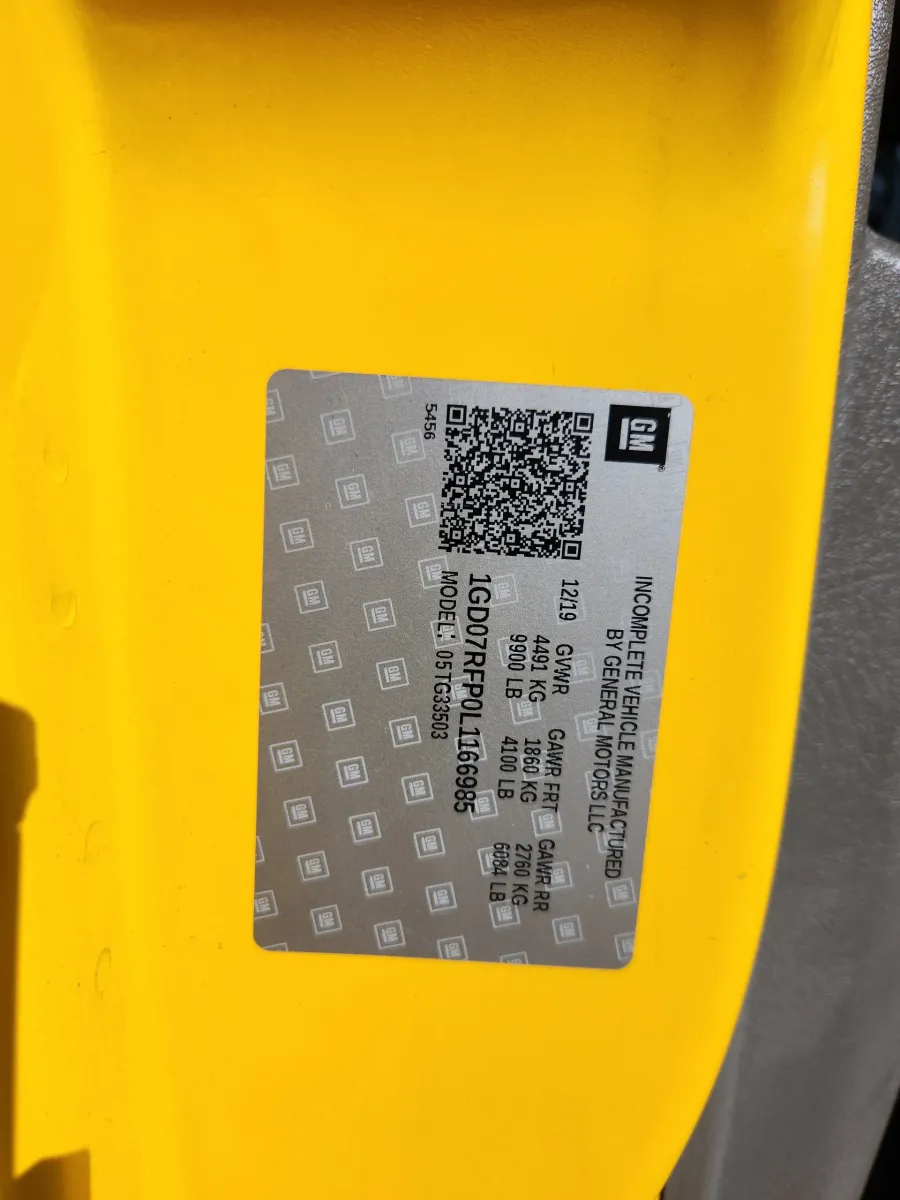 GM
INCOMPLETE VEHICLE MANUFACTURED
BY GENERAL MOTORS LLC
12/19 GVWR GAWR FRT GAWR RR
4491 KG 1860 KG 2760 KG
9900 LB 4100 LB 6084 LB
1GD07RFP0L1166985
MODEL: 05TG33503
5456